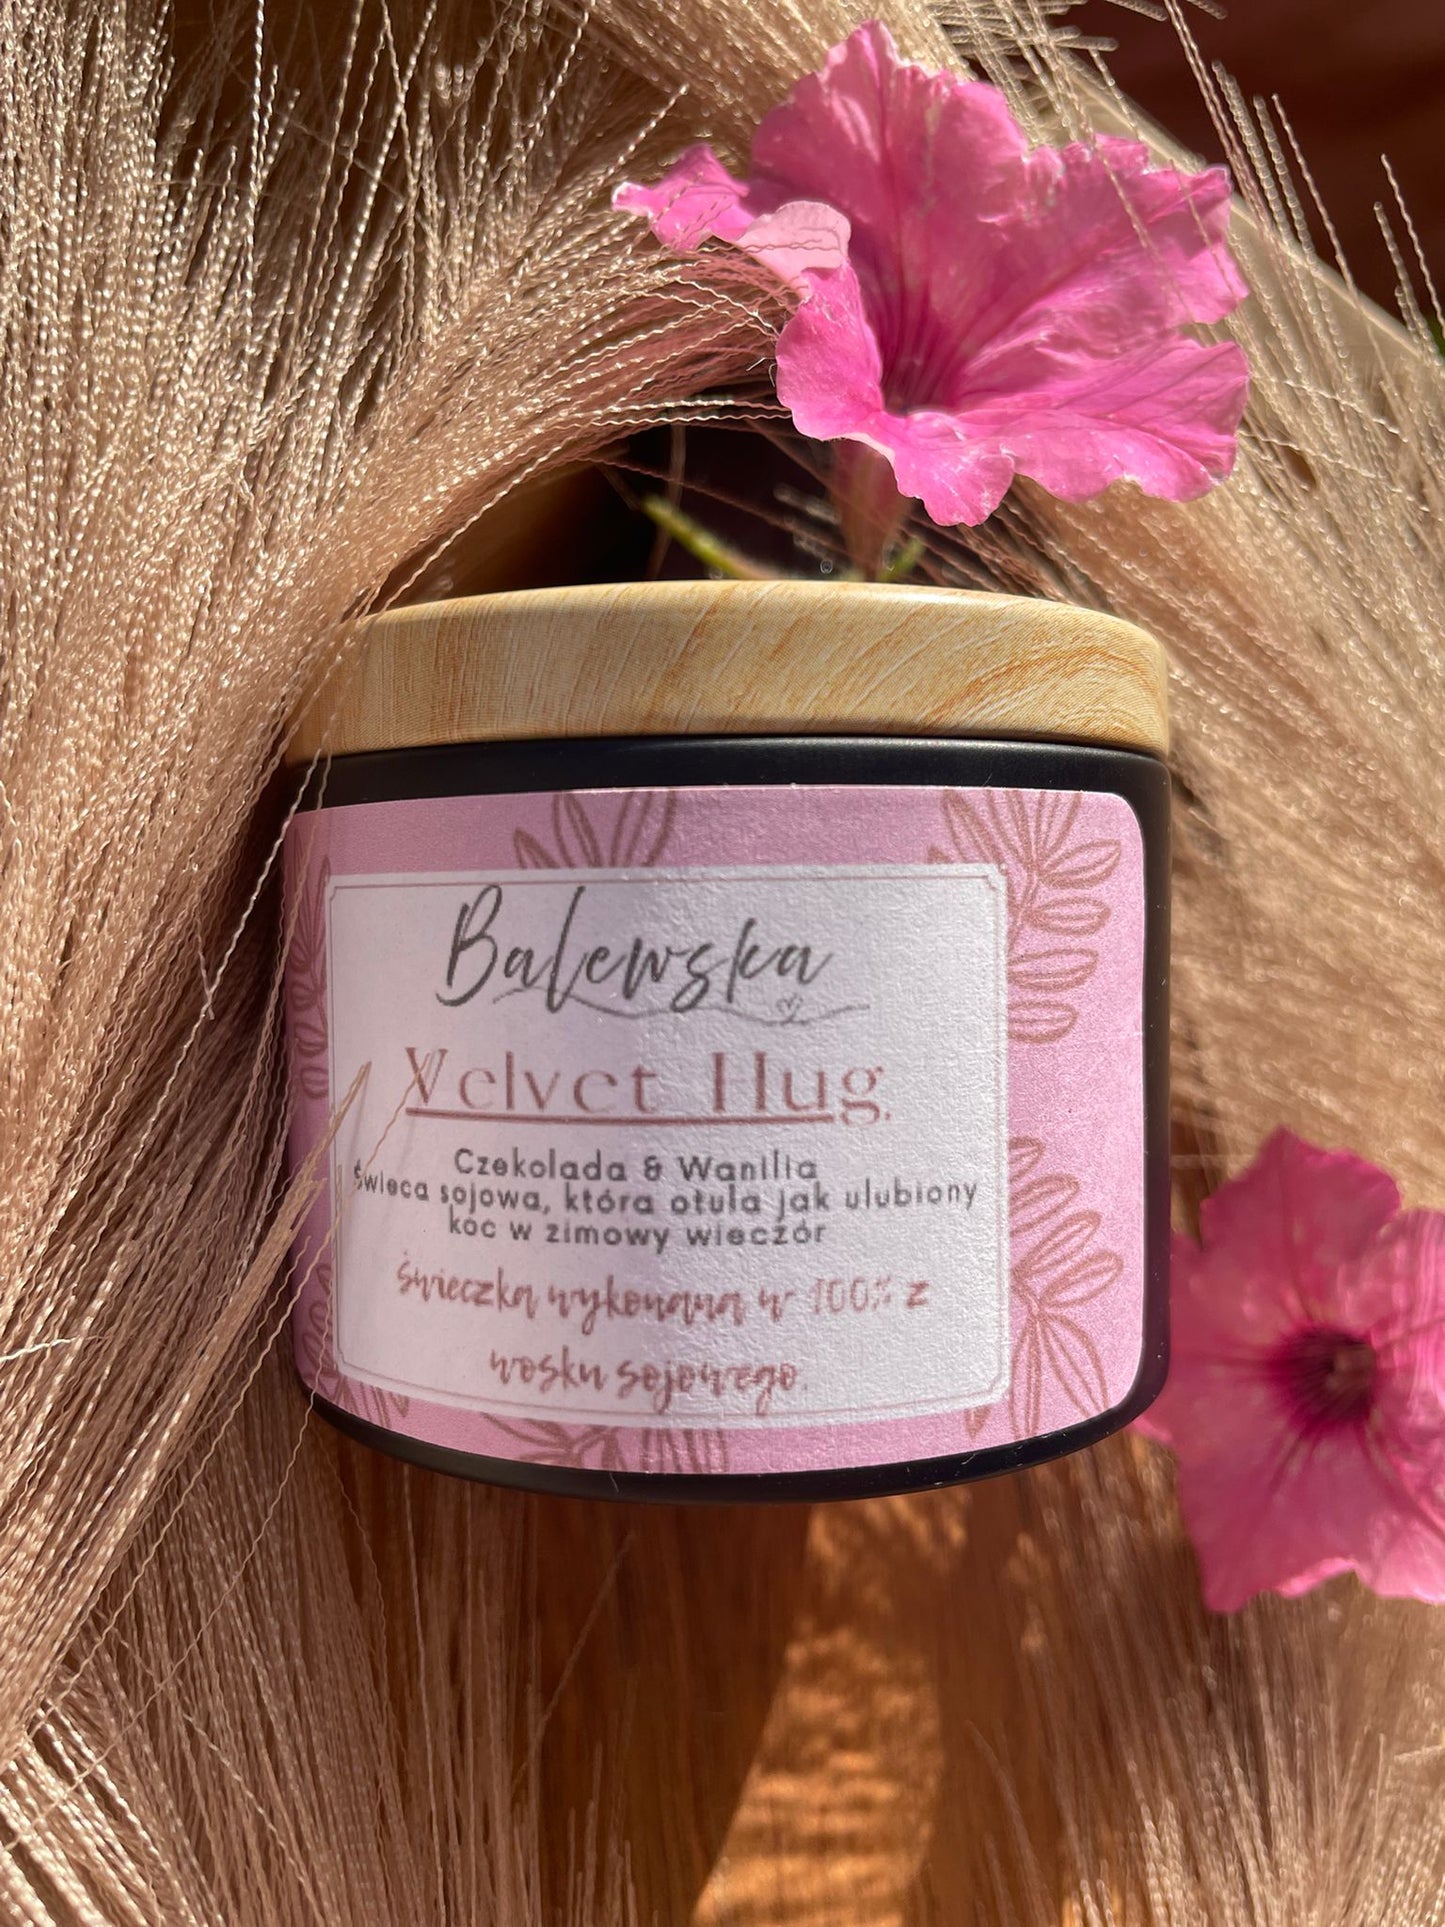 Balewska
Velvet Hug.
Czekolada & Wanilia
Świeca sojowa, która otula jak ulubiony
koc w zimowy wieczór
świeczka wykonana w 100% z
wosku sojowego.